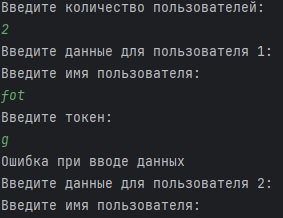 Введите количество пользователей:
2
Введите данные для пользователя 1:
Введите имя пользователя:
fot
Введите токен:
g
Ошибка при вводе данных
Введите данные для пользователя 2:
Введите имя пользователя: